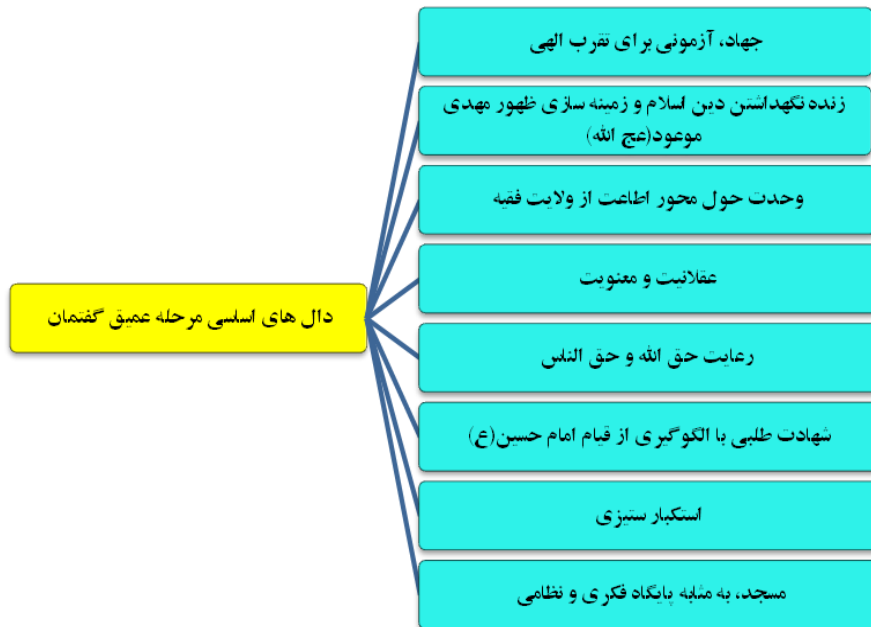 دال های اساسی مرحله عمیق گفتمان
جهاد، آزمونی برای تقرب الهی
زنده نگهداشتن دین اسلام و زمینه سازی ظهور مهدی
موعود(عج الله)
وحدت حول محور اطاعت از ولایت فقیه
عقلانیت و معنویت
رعایت حق الله و حق الناس
شهادت طلبی با الگوگیری از قیام امام حسین(ع)
استکبار ستیزی
مسجد، به مثابه پایگاه فکری و نظامی